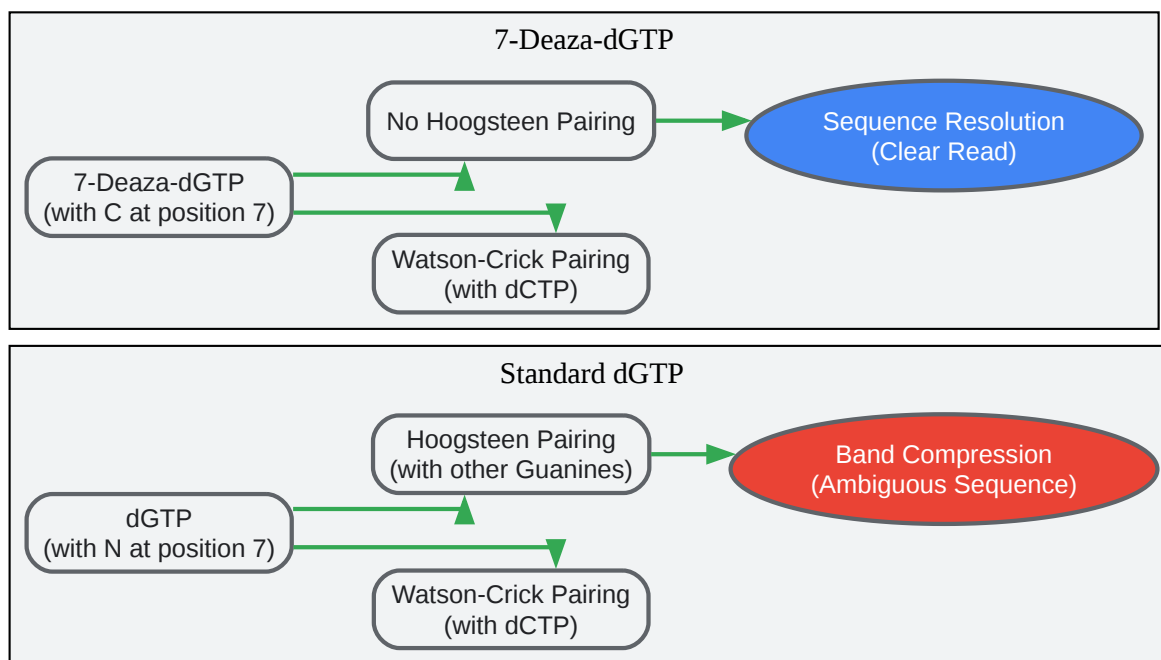 7-Deaza-dGTP
No Hoogsteen Pairing
Sequence Resolution
(Clear Read)
7-Deaza-dGTP
(with C at position 7)
Watson-Crick Pairing
(with dCTP)
Standard dGTP
Hoogsteen Pairing
(with other Guanines)
Band Compression
(Ambiguous Sequence)
dGTP
(with N at position 7)
Watson-Crick Pairing
(with dCTP)